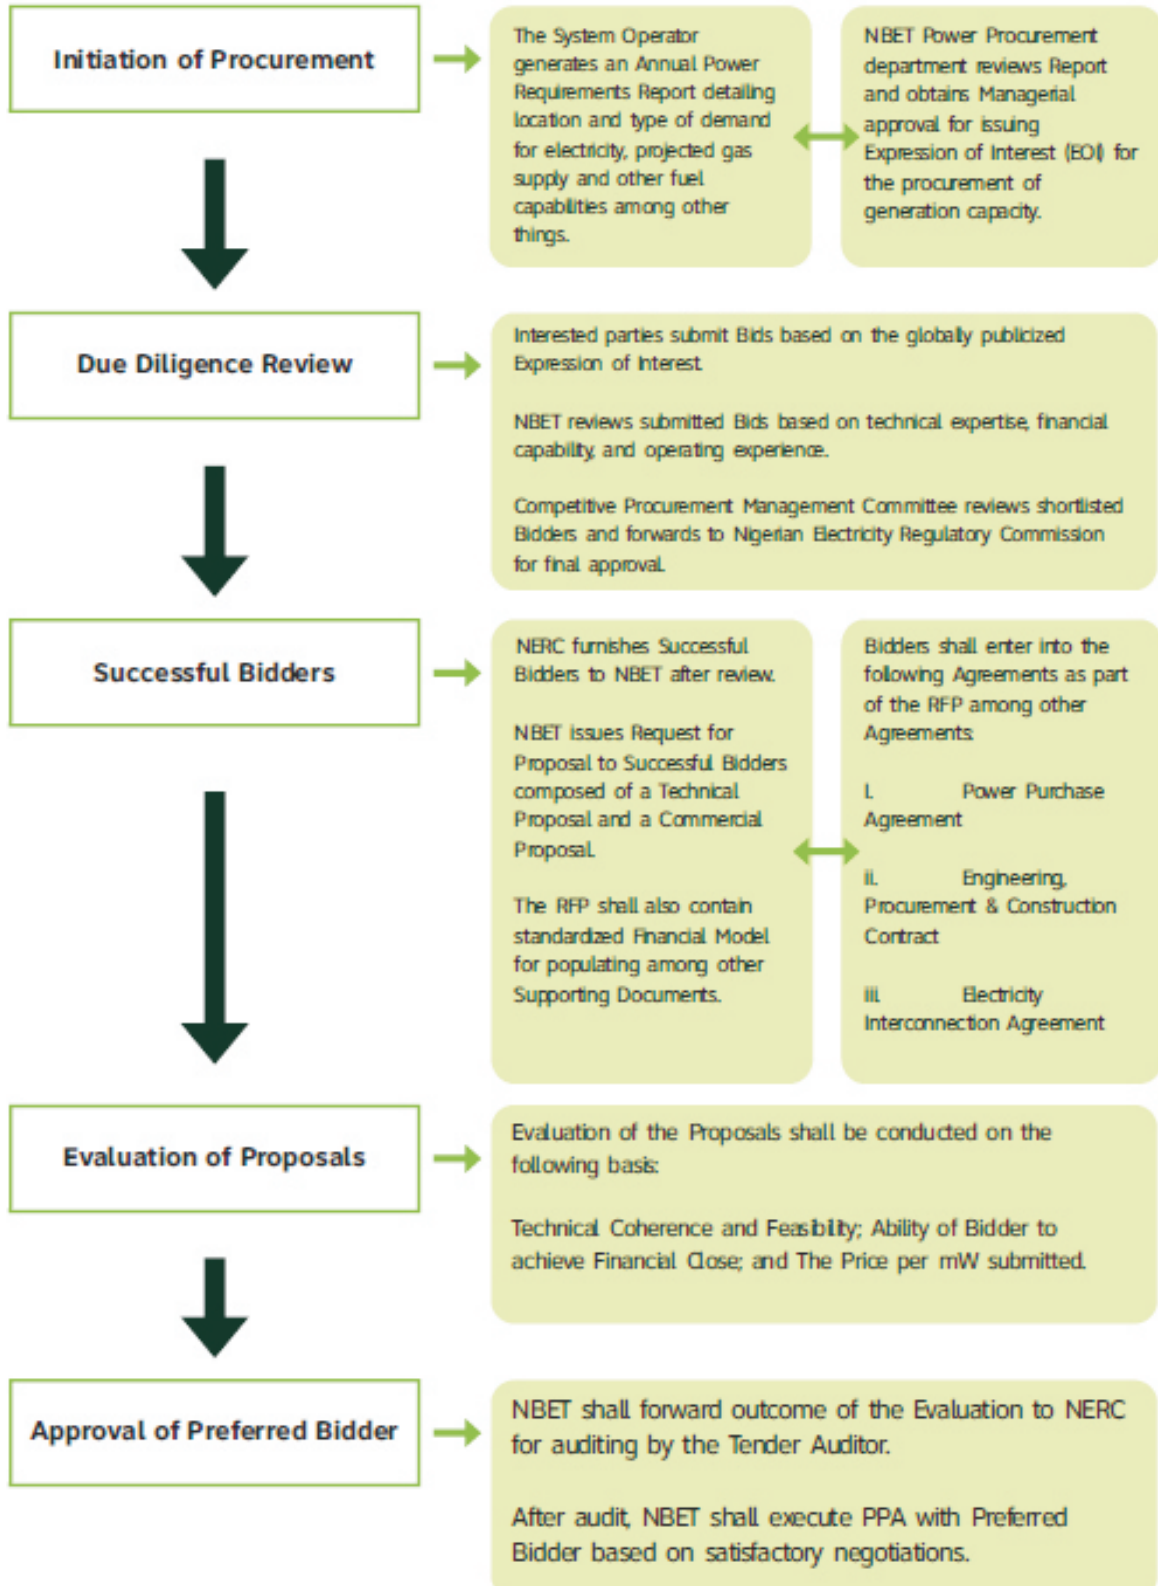 Initiation of Procurement
The System Operator
generates an Annual Power
Requirements Report detailing
location and type of demand
for electricity, projected gas
supply and other fuel
capabilities among other
things.
NBET Power Procurement
department reviews Report
and obtains Managerial
approval for issuing
Expression of Interest (EOI) for
the procurement of
generation capacity.
Due Diligence Review
Interested parties submit Bids based on the globally publicized
Expression of Interest.
NBET reviews submitted Bids based on technical expertise, financial
capability, and operating experience.
Competitive Procurement Management Committee reviews shortlisted
Bidders and forwards to Nigerian Electricity Regulatory Commission
for final approval.
Successful Bidders
NERC furnishes Successful
Bidders to NBET after review.
NBET issues Request for
Proposal to Successful Bidders
composed of a Technical
Proposal and a Commercial
Proposal.
The RFP shall also contain
standardized Financial Model
for populating among other
Supporting Documents.
Bidders shall enter into the
following Agreements as part
of the RFP among other
Agreements:
I. Power Purchase
Agreement
ii. Engineering,
Procurement & Construction
Contract
iii. Electricity
Interconnection Agreement
Evaluation of Proposals
Evaluation of the Proposals shall be conducted on the
following basis:
Technical Coherence and Feasibility; Ability of Bidder to
achieve Financial Close; and The Price per mW submitted.
Approval of Preferred Bidder
NBET shall forward outcome of the Evaluation to NERC
for auditing by the Tender Auditor.
After audit, NBET shall execute PPA with Preferred
Bidder based on satisfactory negotiations.